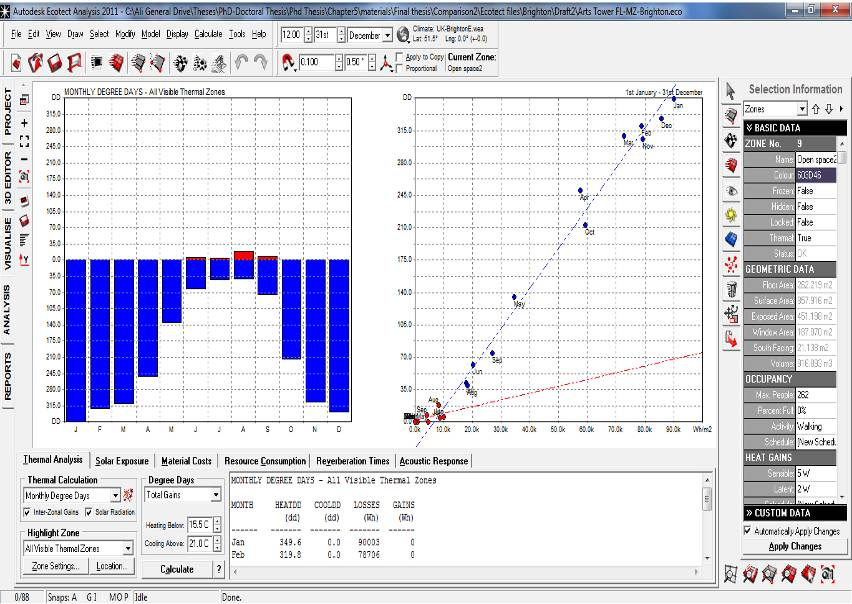 Autodesk Ecotect Analysis 2011 - C:\Ali General Drive\Theses\PhD-Doctoral Thesis\Phd Thesis\Chapter5\materials\Final thesis\Comparison2\Ecotect files\Brighton\Draft2\Arts Tower FL-MZ-Brighton.eco
File Edit View Draw Select Modify Model Display Calculate Tools Help
12.00 31st December
Climate: UK-BrightonE.wea
Lat: 51.5° Lng: 0.0° (+-0.0)
0.100 0.50 °
Apply to Copy
Proportional
Current Zone:
Open space2
PROJECT
3D EDITOR
VISUALISE
ANALYSIS
REPORTS
DD MONTHLY DEGREE DAYS - All Visible Thermal Zones
315.0
280.0
245.0
210.0
175.0
140.0
105.0
70.0
35.0
0.0
35.0
70.0
105.0
140.0
175.0
210.0
245.0
280.0
315.0
DD
J F M A M J J A S O N D
DD 1st January - 31st December
315.0
280.0
245.0
210.0
175.0
140.0
105.0
70.0
35.0
0.0
Jan
Dec
Feb
Nov
Mar
Apr
Oct
May
Sep
Jun
Aug
Aug
Sep
0.0k 10.0k 20.0k 30.0k 40.0k 50.0k 60.0k 70.0k 80.0k 90.0k Wh/m2
Selection Information
Zones
BASIC DATA
ZONE No. 9
Name: Open space2
Colour: 603D46
Frozen: False
Hidden: False
Locked: False
Thermal: True
Status: OK
GEOMETRIC DATA
Floor Area: 262.219 m2
Surface Area: 857.916 m2
Exposed Area: 451.198 m2
Window Area: 187.070 m2
South Facing: 21.138 m2
Volume: 916.893 m3
OCCUPANCY
Max. People: 262
Percent Full: 0%
Activity: Walking
Schedule: [New Sched.
HEAT GAINS
Sensible: 5 W
Latent: 2 W
CUSTOM DATA
Automatically Apply Changes
Apply Changes
Thermal Analysis Solar Exposure Material Costs Resource Consumption Reverberation Times Acoustic Response
Thermal Calculation
Monthly Degree Days
Inter-Zonal Gains Solar Radiation
Highlight Zone
All Visible Thermal Zones
Zone Settings... Location...
Degree Days
Total Gains
Heating Below: 15.5 C
Cooling Above: 21.0 C
Calculate ?
MONTHLY DEGREE DAYS - All Visible Thermal Zones
MONTH HEATDD COOLDD LOSSES GAINS
(dd) (dd) (Wh) (Wh)
------ ------- ------- ------- -------
Jan 349.6 0.0 90003 0
Feb 319.8 0.0 78706 0
0/88 Snaps: A G I M O P Idle Done.